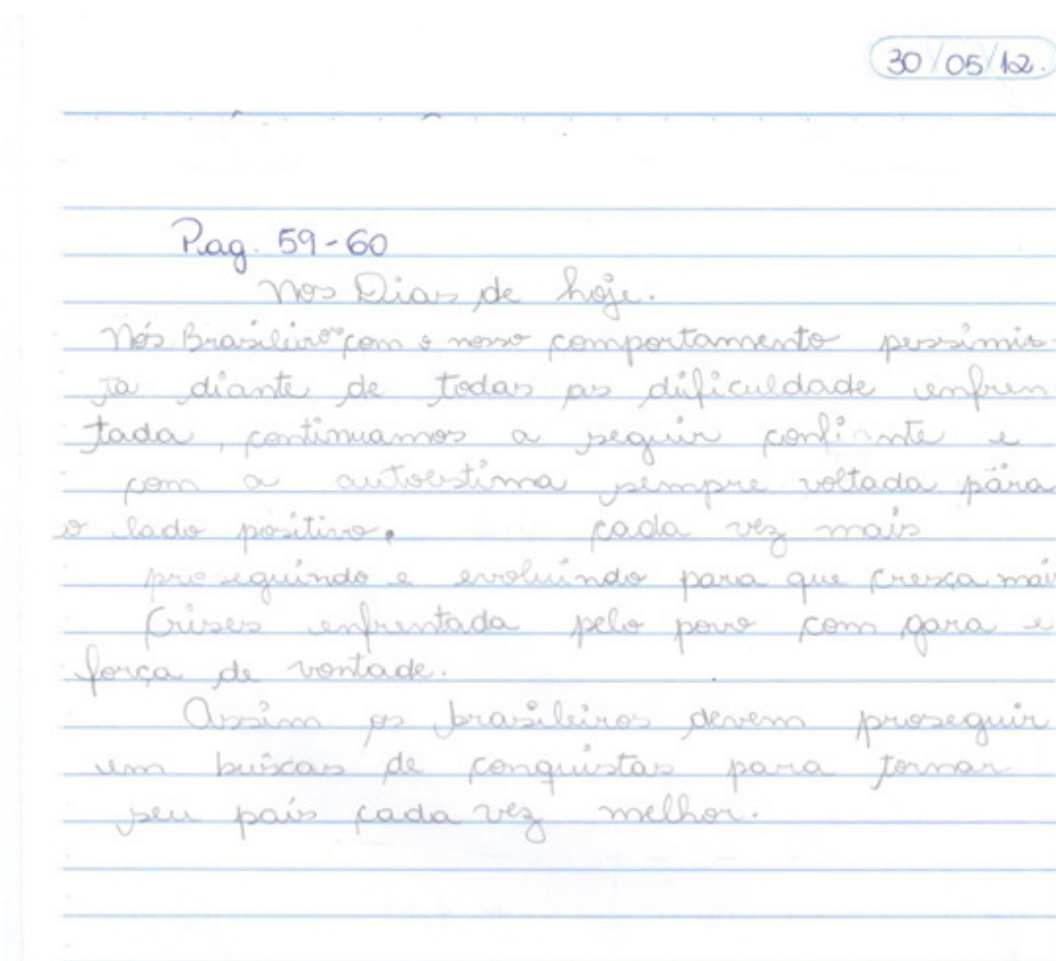 30/05/12.
Pag. 59-60
Nos Dias de hoje.
Nós Brasileiros com o nosso comportamento pessimis-
ta diante de todas as dificuldade enfren
tada, continuamos a seguir confiante e
com a autoestima sempre voltada pára
o lado positivo. cada vez mais
proseguindo e evoluindo para que cresça mais
Crises enfrentada pelo povo com gara e
força de vontade.
Assim os brasileiros devem proseguir
em buscas de conquistas para tornar
seu país cada vez melhor.